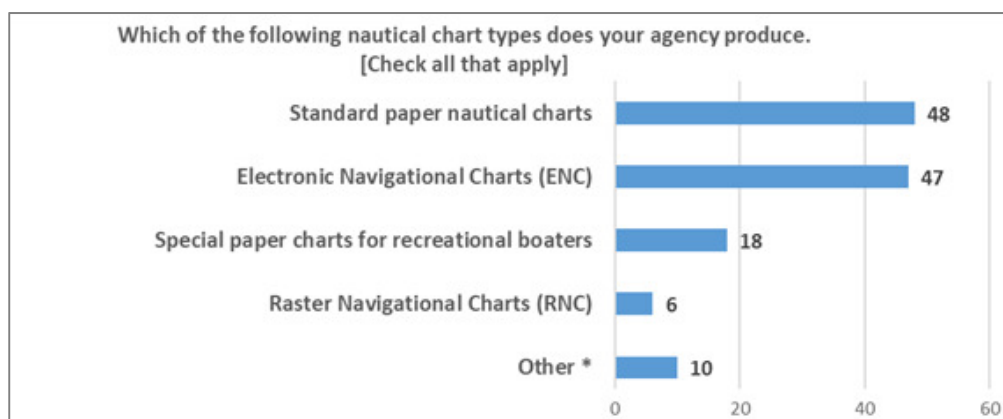 Which of the following nautical chart types does your agency produce.
[Check all that apply]
Standard paper nautical charts 48
Electronic Navigational Charts (ENC) 47
Special paper charts for recreational boaters 18
Raster Navigational Charts (RNC) 6
Other * 10
0 20 40 60